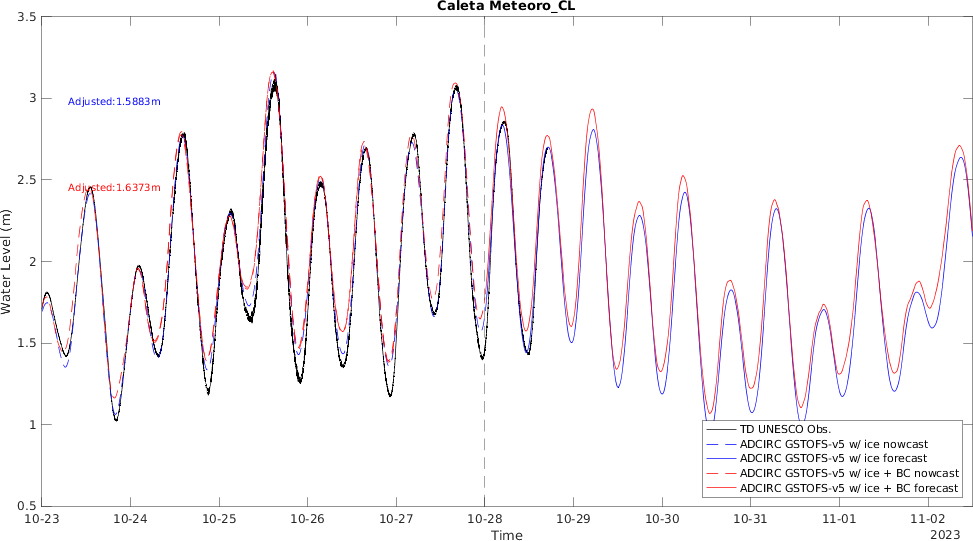 Caleta Meteoro_CL
3.5
3
2.5
2
1.5
1
0.5
Water Level (m)
Adjusted:1.5883m
Adjusted:1.6373m
TD UNESCO Obs.
ADCIRC GSTOFS-v5 w/ ice nowcast
ADCIRC GSTOFS-v5 w/ ice forecast
ADCIRC GSTOFS-v5 w/ ice + BC nowcast
ADCIRC GSTOFS-v5 w/ ice + BC forecast
10-23 10-24 10-25 10-26 10-27 10-28 10-29 10-30 10-31 11-01 11-02
Time
2023